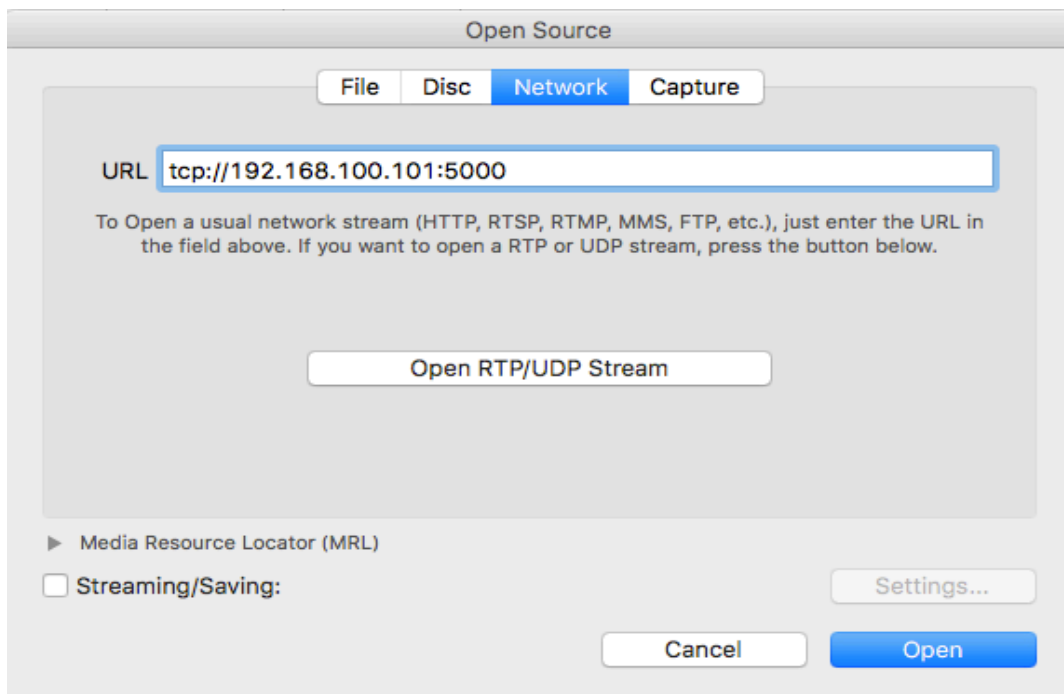 Open Source
File Disc Network Capture
URL tcp://192.168.100.101:5000
To Open a usual network stream (HTTP, RTSP, RTMP, MMS, FTP, etc.), just enter the URL in
the field above. If you want to open a RTP or UDP stream, press the button below.
Open RTP/UDP Stream
Media Resource Locator (MRL)
Streaming/Saving:
Settings...
Cancel Open